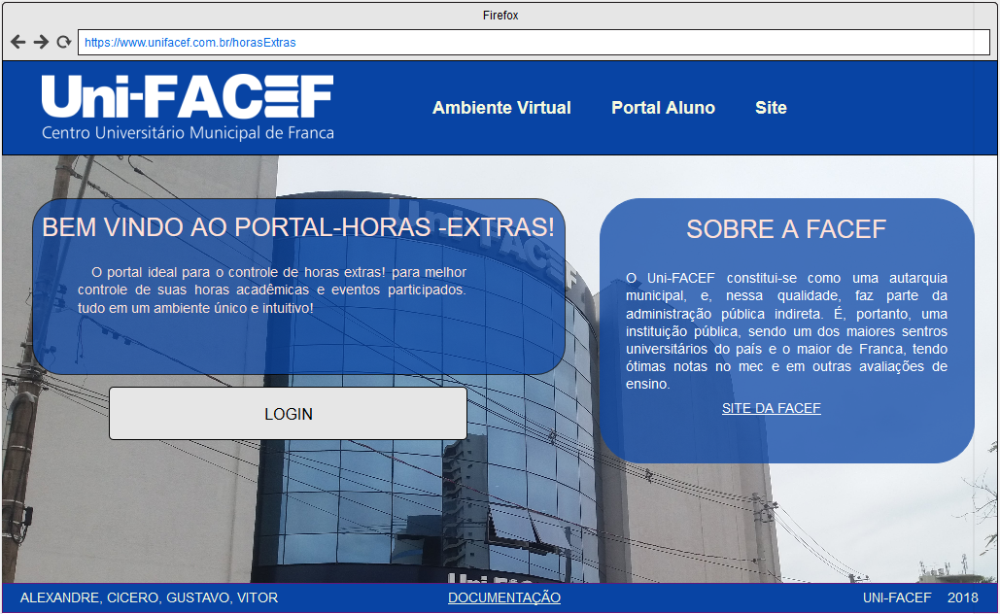 Firefox
https://www.unifacef.com.br/horasExtras
Uni-FACEF
Centro Universitário Municipal de Franca
Ambiente Virtual Portal Aluno Site
Uni-FACEF
BEM VINDO AO PORTAL-HORAS -EXTRAS!
O portal ideal para o controle de horas extras! para melhor
controle de suas horas acadêmicas e eventos participados.
tudo em um ambiente único e intuitivo!
LOGIN
SOBRE A FACEF
O Uni-FACEF constitui-se como uma autarquia
municipal, e, nessa qualidade, faz parte da
administração pública indireta. É, portanto, uma
instituição pública, sendo um dos maiores sentros
universitários do país e o maior de Franca, tendo
ótimas notas no mec e em outras avaliações de
ensino.
SITE DA FACEF
Uni-FACEF
ALEXANDRE, CICERO, GUSTAVO, VITOR
DOCUMENTAÇÃO
UNI-FACEF 2018